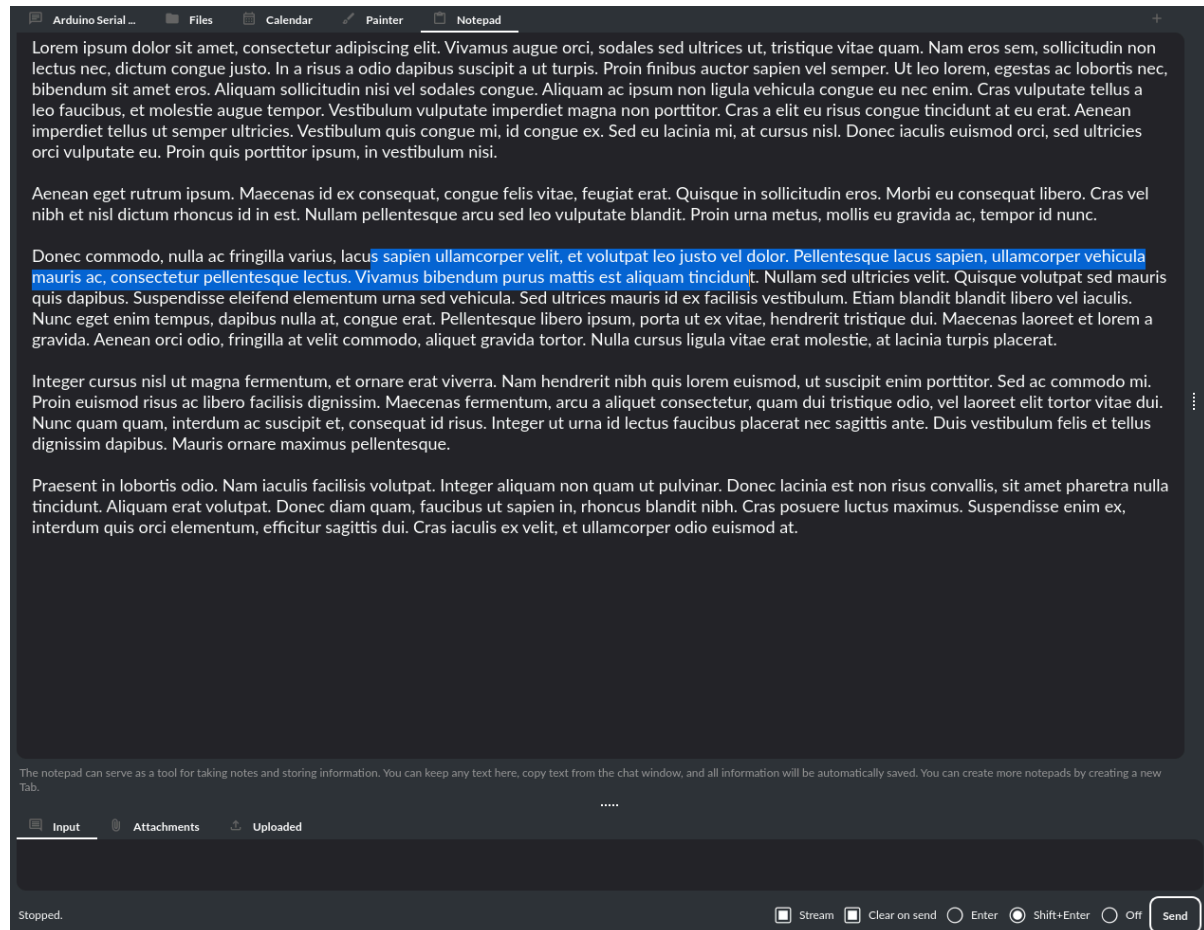 Arduino Serial ... Files Calendar Painter Notepad
Lorem ipsum dolor sit amet, consectetur adipiscing elit. Vivamus augue orci, sodales sed ultrices ut, tristique vitae quam. Nam eros sem, sollicitudin non
lectus nec, dictum congue justo. In a risus a odio dapibus suscipit a ut turpis. Proin finibus auctor sapien vel semper. Ut leo lorem, egestas ac lobortis nec,
bibendum sit amet eros. Aliquam sollicitudin nisi vel sodales congue. Aliquam ac ipsum non ligula vehicula congue eu nec enim. Cras vulputate tellus a
leo faucibus, et molestie augue tempor. Vestibulum vulputate imperdiet magna non porttitor. Cras a elit eu risus congue tincidunt at eu erat. Aenean
imperdiet tellus ut semper ultricies. Vestibulum quis congue mi, id congue ex. Sed eu lacinia mi, at cursus nisl. Donec iaculis euismod orci, sed ultricies
orci vulputate eu. Proin quis porttitor ipsum, in vestibulum nisi.
Aenean eget rutrum ipsum. Maecenas id ex consequat, congue felis vitae, feugiat erat. Quisque in sollicitudin eros. Morbi eu consequat libero. Cras vel
nibh et nisl dictum rhoncus id in est. Nullam pellentesque arcu sed leo vulputate blandit. Proin urna metus, mollis eu gravida ac, tempor id nunc.
Donec commodo, nulla ac fringilla varius, lacus sapien ullamcorper velit, et volutpat leo justo vel dolor. Pellentesque lacus sapien, ullamcorper vehicula
mauris ac, consectetur pellentesque lectus. Vivamus bibendum purus mattis est aliquam tincidunt. Nullam sed ultricies velit. Quisque volutpat sed mauris
quis dapibus. Suspendisse eleifend elementum urna sed vehicula. Sed ultrices mauris id ex facilisis vestibulum. Etiam blandit blandit libero vel iaculis.
Nunc eget enim tempus, dapibus nulla at, congue erat. Pellentesque libero ipsum, porta ut ex vitae, hendrerit tristique dui. Maecenas laoreet et lorem a
gravida. Aenean orci odio, fringilla at velit commodo, aliquet gravida tortor. Nulla cursus ligula vitae erat molestie, at lacinia turpis placerat.
Integer cursus nisl ut magna fermentum, et ornare erat viverra. Nam hendrerit nibh quis lorem euismod, ut suscipit enim porttitor. Sed ac commodo mi.
Proin euismod risus ac libero facilisis dignissim. Maecenas fermentum, arcu a aliquet consectetur, quam dui tristique odio, vel laoreet elit tortor vitae dui.
Nunc quam quam, interdum ac suscipit et, consequat id risus. Integer ut urna id lectus faucibus placerat nec sagittis ante. Duis vestibulum felis et tellus
dignissim dapibus. Mauris ornare maximus pellentesque.
Praesent in lobortis odio. Nam iaculis facilisis volutpat. Integer aliquam non quam ut pulvinar. Donec lacinia est non risus convallis, sit amet pharetra nulla
tincidunt. Aliquam erat volutpat. Donec diam quam, faucibus ut sapien in, rhoncus blandit nibh. Cras posuere luctus maximus. Suspendisse enim ex,
interdum quis orci elementum, efficitur sagittis dui. Cras iaculis ex velit, et ullamcorper odio euismod at.
The notepad can serve as a tool for taking notes and storing information. You can keep any text here, copy text from the chat window, and all information will be automatically saved. You can create more notepads by creating a new
Tab.
Input Attachments Uploaded
Stopped. Stream Clear on send Enter Shift+Enter Off Send